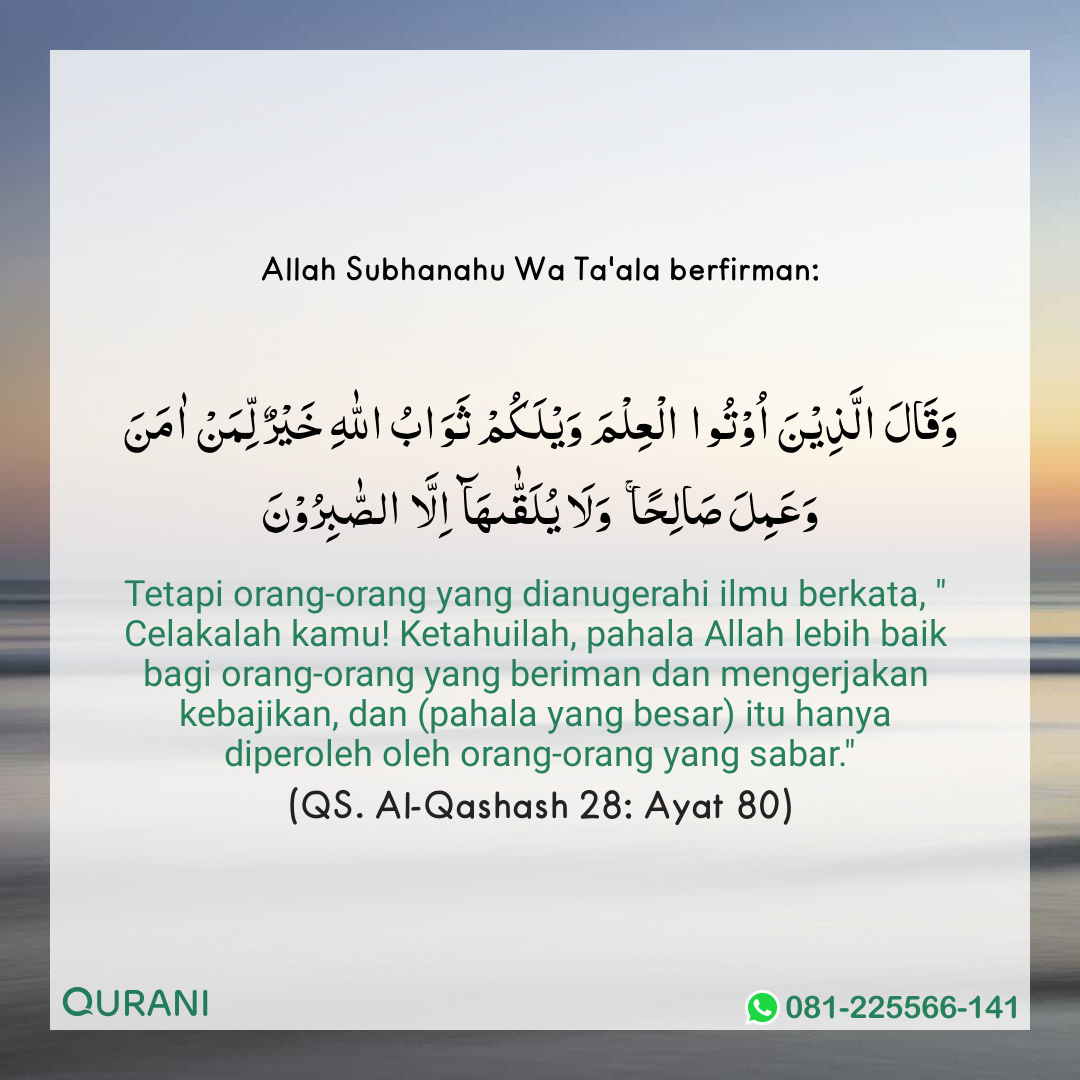 Allah Subhanahu Wa Ta'ala berfirman:
وَقَالَ الَّذِيْنَ اُوْتُوا الْعِلْمَ وَيْلَكُمْ ثَوَابُ اللّٰهِ خَيْرٌ لِّمَنْ اٰمَنَ
وَعَمِلَ صَالِحًا ۚ وَلَا يُلَقّٰىهَآ اِلَّا الصّٰبِرُوْنَ
Tetapi orang-orang yang dianugerahi ilmu berkata, "
Celakalah kamu! Ketahuilah, pahala Allah lebih baik
bagi orang-orang yang beriman dan mengerjakan
kebajikan, dan (pahala yang besar) itu hanya
diperoleh oleh orang-orang yang sabar."
(QS. Al-Qashash 28: Ayat 80)
QURANI
081-225566-141